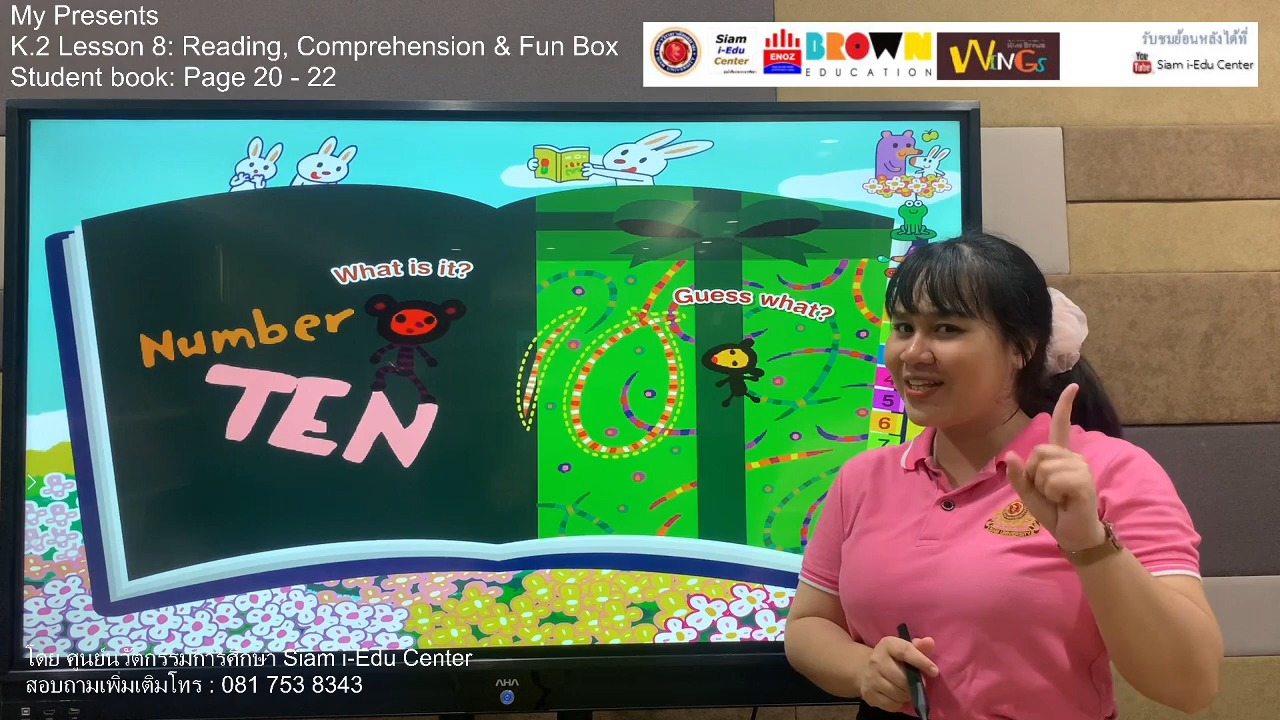 My Presents
K.2 Lesson 8: Reading, Comprehension & Fun Box
Student book: Page 20 - 22
Siam
i-Edu
Center
ENOZ
BROWN
EDUCATION
WiNGs
รับชมย้อนหลังได้ที่
You Tube Siam i-Edu Center
What is it?
Number
TEN
Guess what?
4
5
6
7
โดย ศูนย์นวัตกรรมการศึกษา Siam i-Edu Center
สอบถามเพิ่มเติมโทร : 081 753 8343
AHA